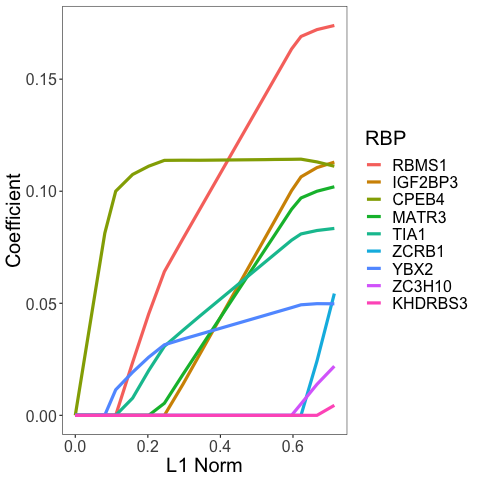 Coefficient
0.15
0.10
0.05
0.00
0.0 0.2 0.4 0.6
L1 Norm
RBP
RBMS1
IGF2BP3
CPEB4
MATR3
TIA1
ZCRB1
YBX2
ZC3H10
KHDRBS3